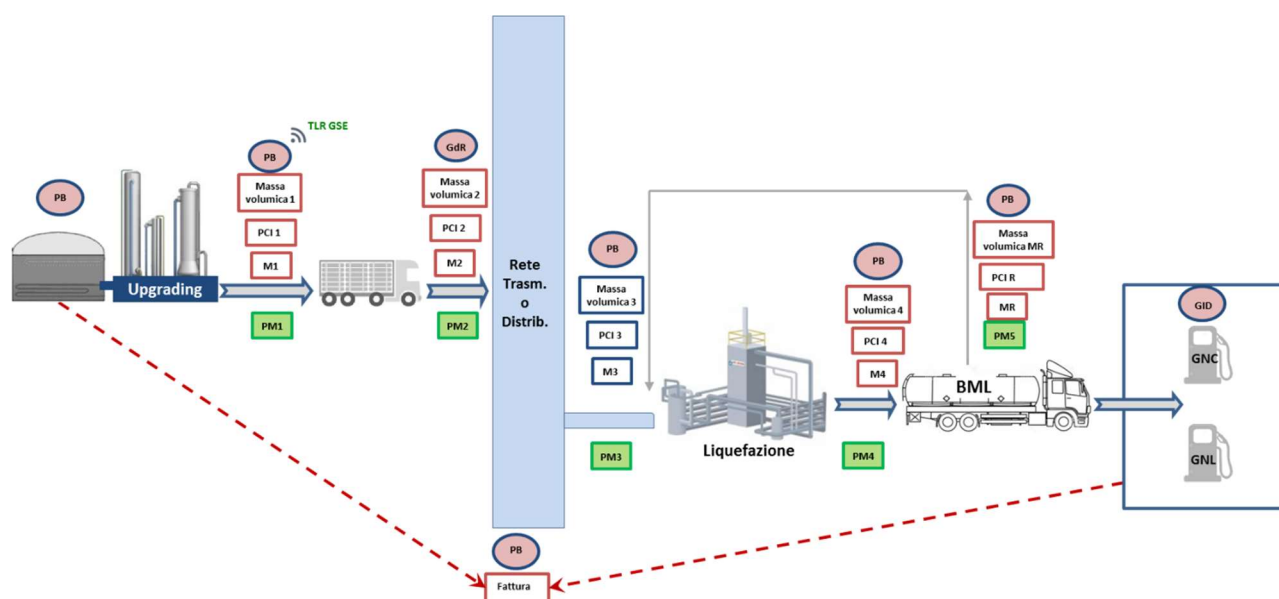 TLR GSE
PB
Massa
volumica 1
PCI 1
M1
PM1
PB
Upgrading
GdR
Massa
volumica 2
PCI 2
M2
PM2
Rete
Trasm.
o
Distrib.
PB
Massa
volumica 3
PCI 3
M3
PM3
Liquefazione
PB
Massa
volumica 4
PCI 4
M4
PM4
PB
Massa
volumica MR
PCI R
MR
PM5
BML
GID
GNC
GNL
PB
Fattura